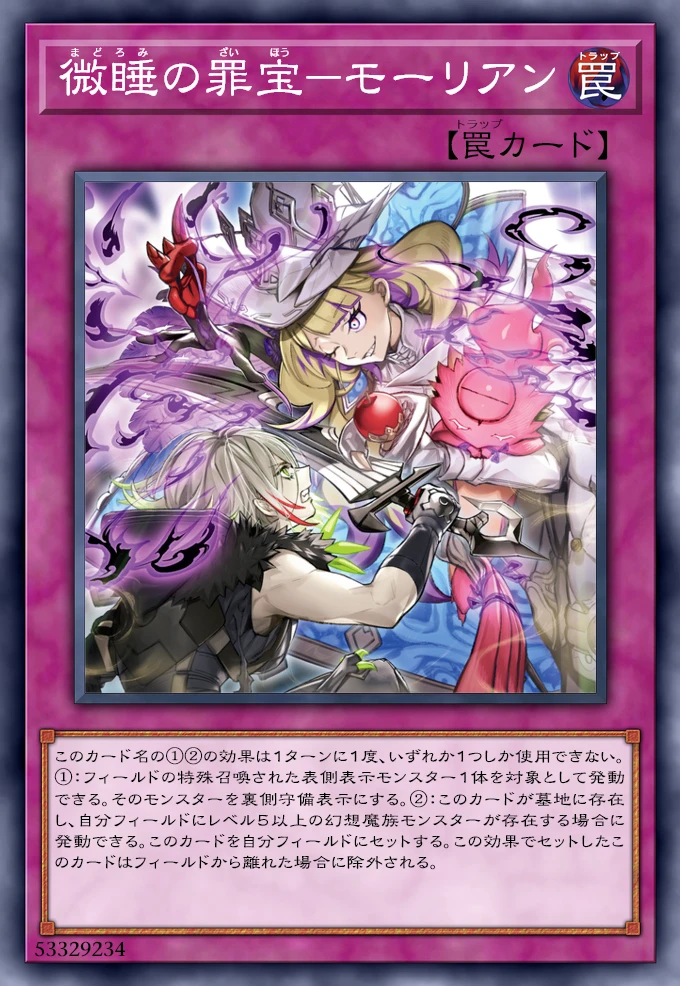 まどろみ ざい ほう
微睡の罪宝－モーリアン
トラップ
罠
トラップ
【罠カード】
このカード名の①②の効果は1ターンに1度、いずれか1つしか使用できない。
①：フィールドの特殊召喚された表側表示モンスター1体を対象として発動
できる。そのモンスターを裏側守備表示にする。②：このカードが墓地に存在
し、自分フィールドにレベル5以上の幻想魔族モンスターが存在する場合に
発動できる。このカードを自分フィールドにセットする。この効果でセットしたこ
のカードはフィールドから離れた場合に除外される。
53329234